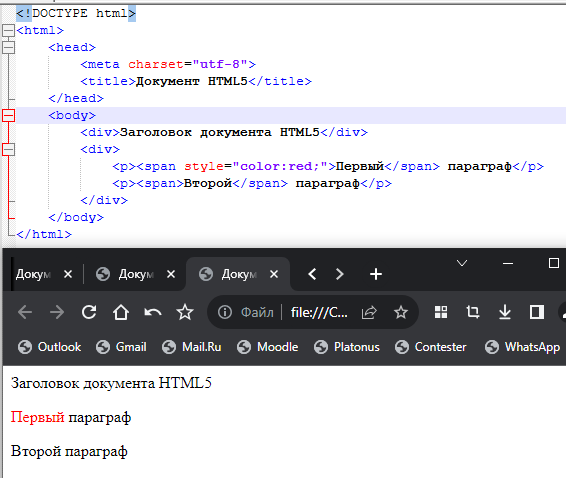 <!DOCTYPE html>
<html>
<head>
<meta charset="utf-8">
<title>Документ HTML5</title>
</head>
<body>
<div>Заголовок документа HTML5</div>
<div>
<p><span style="color:red;">Первый</span> параграф</p>
<p><span>Второй</span> параграф</p>
</div>
</body>
</html>
Докум Докум Докум
Файл file:///C...
Outlook Gmail Mail.Ru Moodle Platonus Contester WhatsApp
Заголовок документа HTML5
Первый параграф
Второй параграф